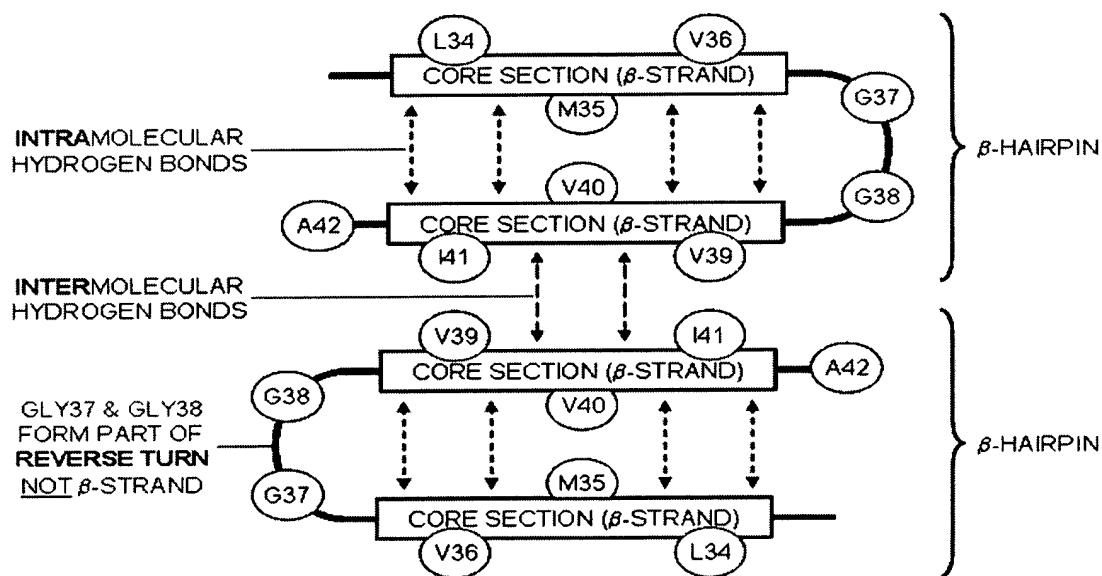 L34
V36
CORE SECTION (β-STRAND)
M35
G37
INTRAMOLECULAR
HYDROGEN BONDS
β-HAIRPIN
V40
G38
A42
CORE SECTION (β-STRAND)
I41
V39
INTERMOLECULAR
HYDROGEN BONDS
V39
I41
CORE SECTION (β-STRAND)
A42
G38
V40
GLY37 & GLY38
FORM PART OF
REVERSE TURN
NOT β-STRAND
β-HAIRPIN
G37
M35
CORE SECTION (β-STRAND)
V36
L34